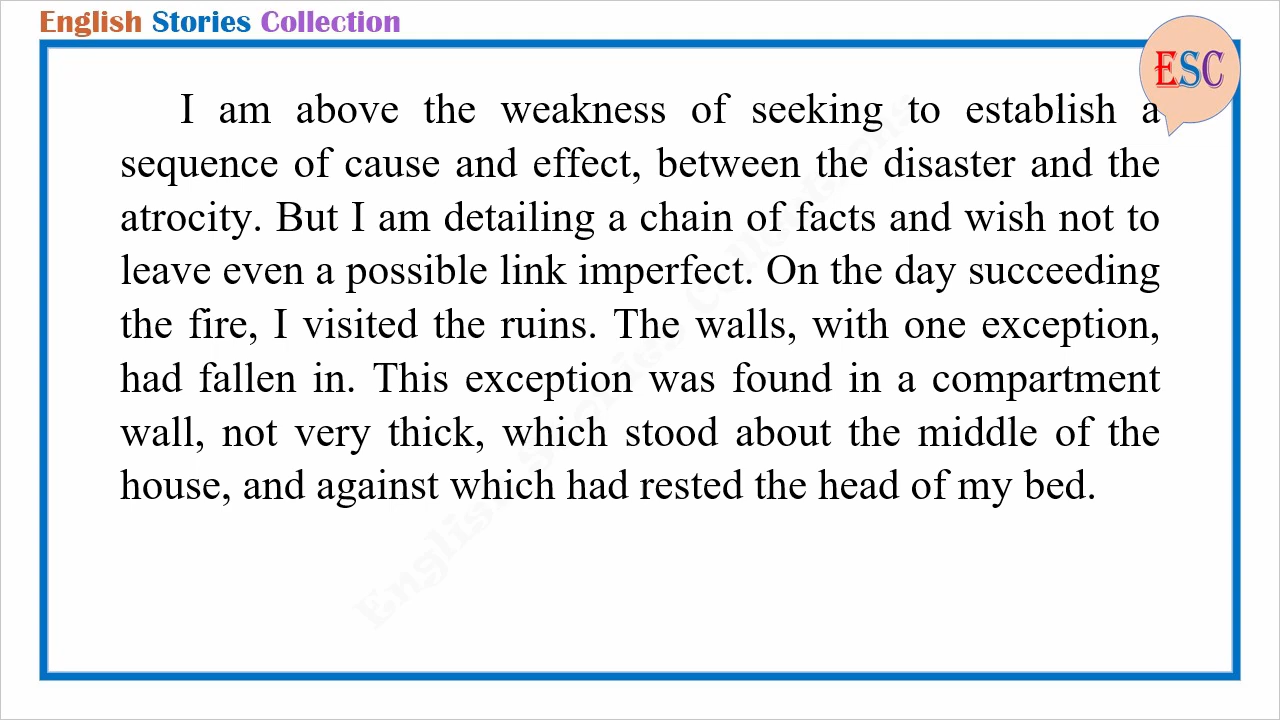 English Stories Collection
ESC
I am above the weakness of seeking to establish a
sequence of cause and effect, between the disaster and the
atrocity. But I am detailing a chain of facts and wish not to
leave even a possible link imperfect. On the day succeeding
the fire, I visited the ruins. The walls, with one exception,
had fallen in. This exception was found in a compartment
wall, not very thick, which stood about the middle of the
house, and against which had rested the head of my bed.
English Stories Collections